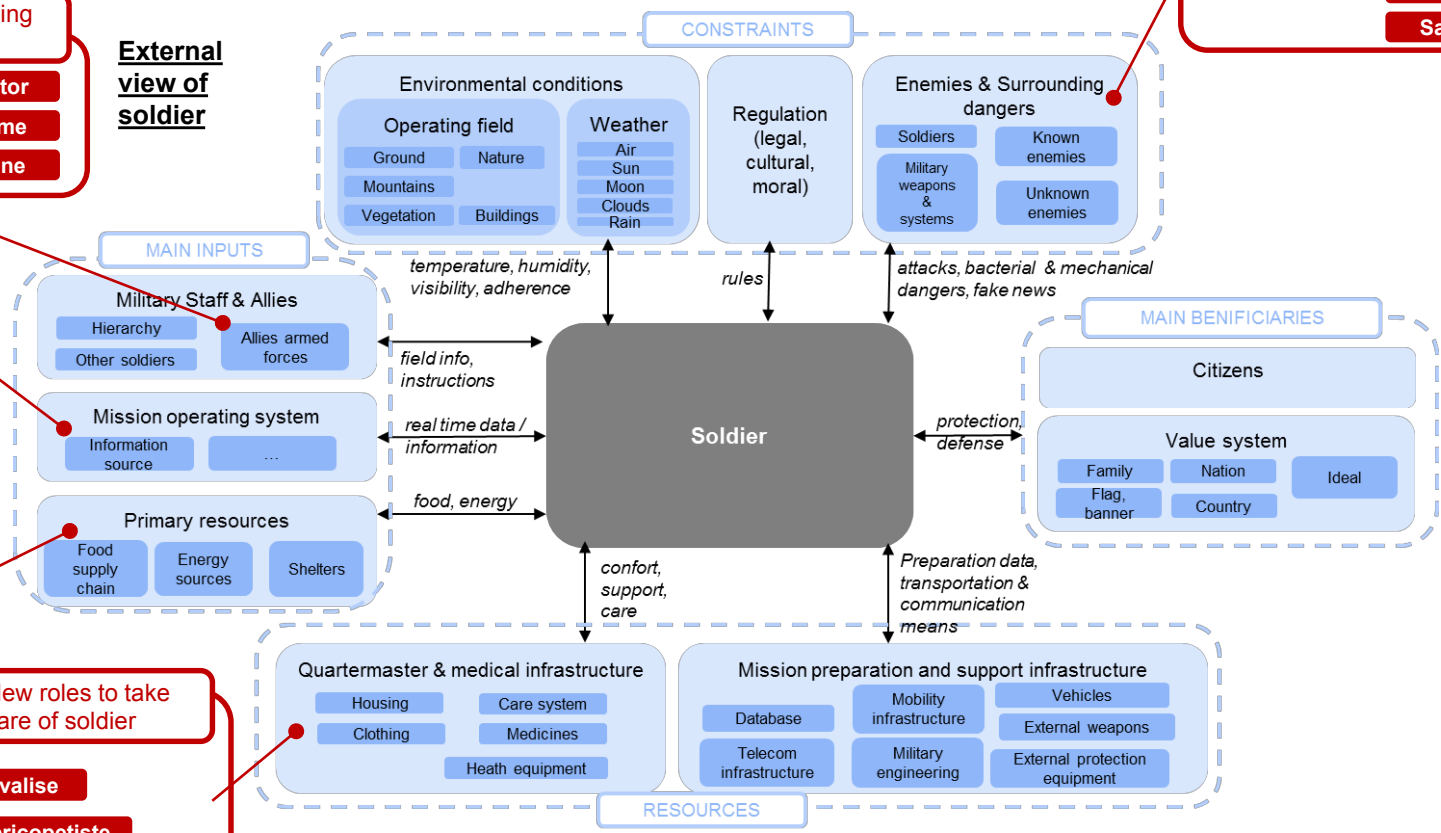 External
view of
soldier
CONSTRAINTS
Environmental conditions
Operating field
Ground
Nature
Mountains
Vegetation
Buildings
Weather
Air
Sun
Moon
Clouds
Rain
Regulation
(legal,
cultural,
moral)
Enemies & Surrounding
dangers
Soldiers
Known
enemies
Military
weapons
&
systems
Unknown
enemies
temperature, humidity,
visibility, adherence
rules
attacks, bacterial & mechanical
dangers, fake news
MAIN INPUTS
Military Staff & Allies
Hierarchy
Other soldiers
Allies armed
forces
field info,
instructions
Mission operating system
Information
source
...
real time data /
information
Primary resources
Food
supply
chain
Energy
sources
Shelters
food, energy
Soldier
protection,
defense
MAIN BENIFICIARIES
Citizens
Value system
Family
Nation
Ideal
Flag,
banner
Country
confort,
support,
care
Preparation data,
transportation &
communication
means
Quartermaster & medical infrastructure
Housing
Care system
Clothing
Medicines
Heath equipment
Mission preparation and support infrastructure
Database
Mobility
infrastructure
Vehicles
External weapons
Telecom
infrastructure
Military
engineering
External protection
equipment
RESOURCES
roles to take
of soldier
valise